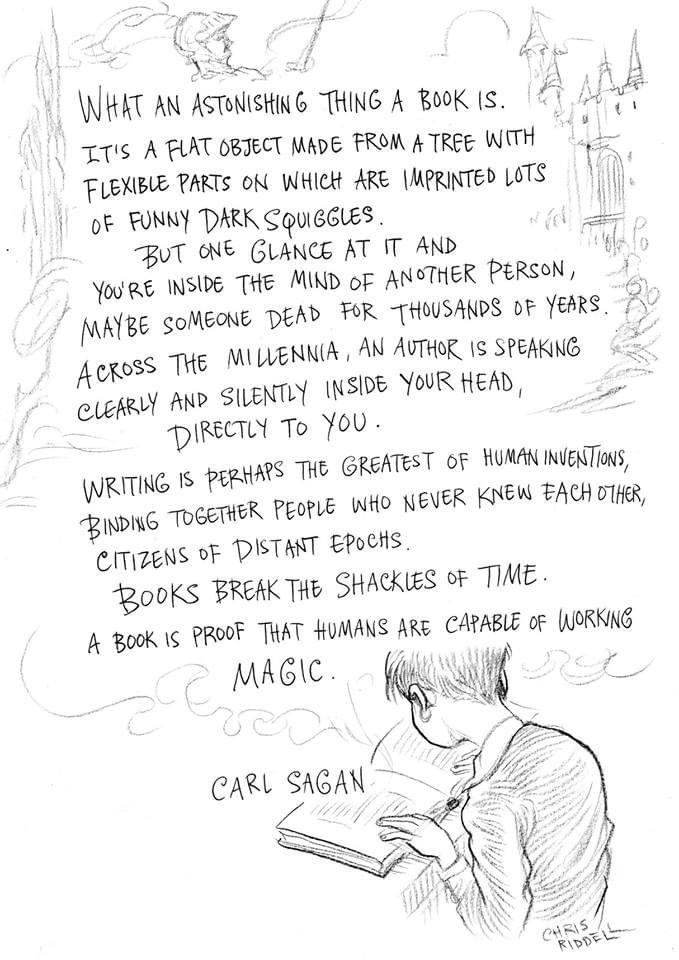 WHAT AN ASTONISHING THING A BOOK IS.
IT'S A FLAT OBJECT MADE FROM A TREE WITH
FLEXIBLE PARTS ON WHICH ARE IMPRINTED LOTS
OF FUNNY DARK SQUIGGLES.
BUT ONE GLANCE AT IT AND
YOU'RE INSIDE THE MIND OF ANOTHER PERSON,
MAYBE SOMEONE DEAD FOR THOUSANDS OF YEARS.
ACROSS THE MILLENNIA, AN AUTHOR IS SPEAKING
CLEARLY AND SILENTLY INSIDE YOUR HEAD,
DIRECTLY TO YOU.
WRITING IS PERHAPS THE GREATEST OF HUMAN INVENTIONS,
BINDING TOGETHER PEOPLE WHO NEVER KNEW EACH OTHER,
CITIZENS OF DISTANT EPOCHS.
BOOKS BREAK THE SHACKLES OF TIME.
A BOOK IS PROOF THAT HUMANS ARE CAPABLE OF WORKING
MAGIC.
CARL SAGAN
CHRIS
RIDDELL